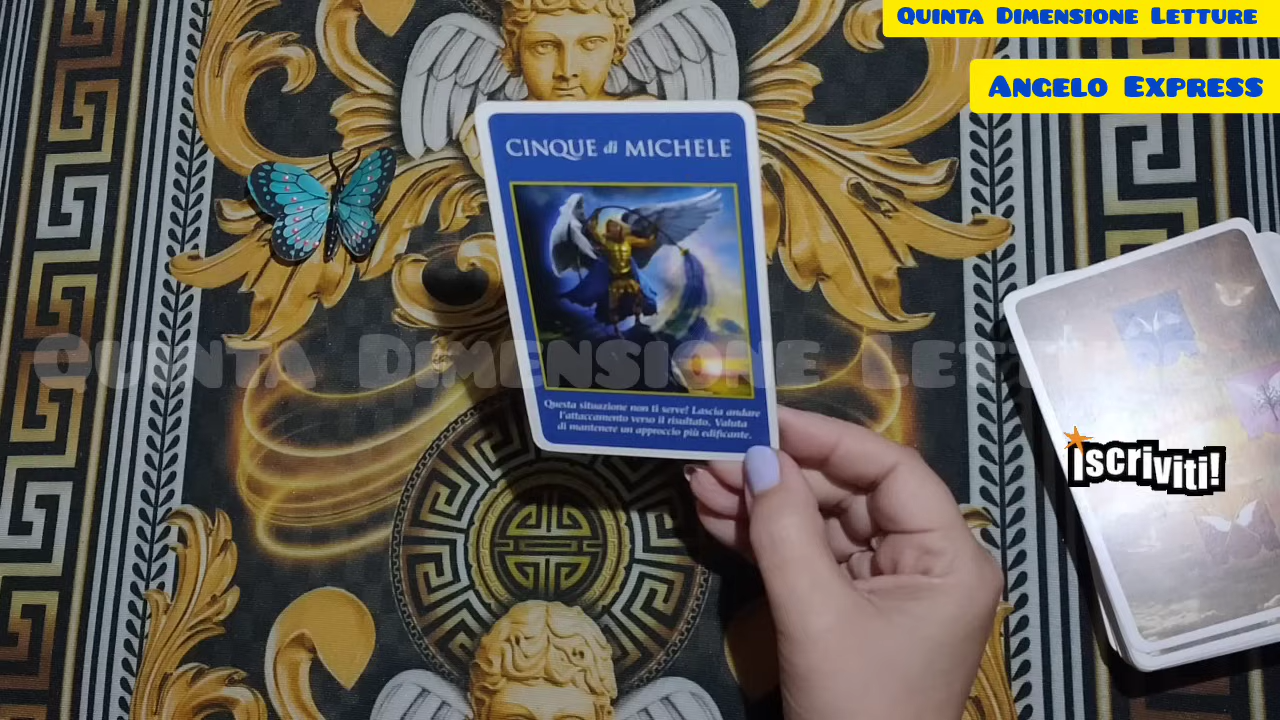 Quinta Dimensione Letture
Angelo Express
CINQUE di MICHELE
Questa situazione non ti serve! Lascia andare
l'attaccamento verso il risultato. Valuta
di mantenere un approccio più edificante.
Quinta Dimensione Letture
iscriviti!